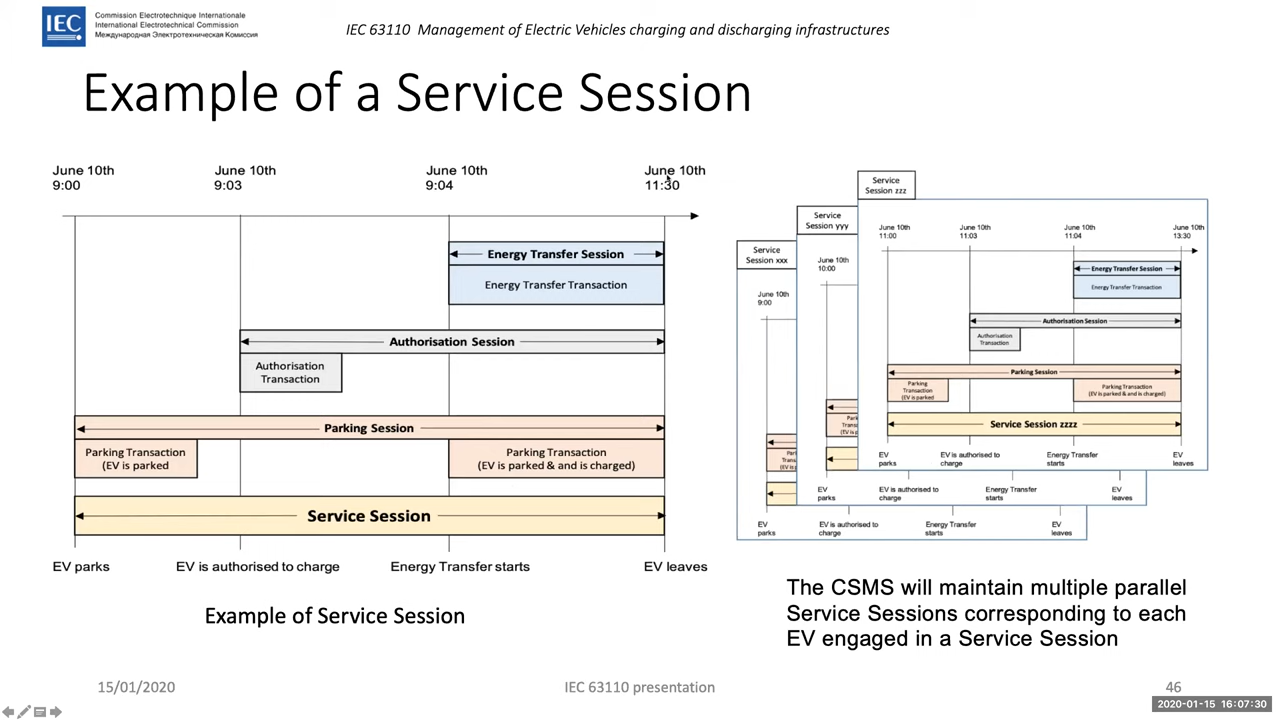 IEC
Commission Electrotechnique Internationale
International Electrotechnical Commission
Международная Электротехническая Комиссия
IEC 63110 Management of Electric Vehicles charging and discharging infrastructures
Example of a Service Session
June 10th
9:00
June 10th
9:03
June 10th
9:04
June 10th
11:30
Energy Transfer Session
Energy Transfer Transaction
Authorisation Session
Authorisation
Transaction
Parking Session
Parking Transaction
(EV is parked
Parking Transaction
(EV is parked & and is charged)
Service Session
EV parks
EV is authorised to charge
Energy Transfer starts
EV leaves
Example of Service Session
Service
Session xxx
June 10th
9:00
EV
parks
EV is authorised to
charge
Energy Transfer
starts
EV
leaves
Service
Session yyy
June 10th
10:00
EV
parks
EV is authorised to
charge
Energy Transfer
starts
EV
leaves
Service
Session zzz
June 10th
11:00
June 10th
11:03
June 10th
11:04
June 10th
13:30
Energy Transfer Session
Energy Transfer Transaction
Authorisation Session
Authorisation
Transaction
Parking Session
Parking
Transaction
(EV is parked
Parking Transaction
(EV is parked & and is charged)
Service Session zzzz
EV
parks
EV is authorised to
charge
Energy Transfer
starts
EV
leaves
The CSMS will maintain multiple parallel
Service Sessions corresponding to each
EV engaged in a Service Session
15/01/2020
IEC 63110 presentation
46
2020-01-15 16:07:30